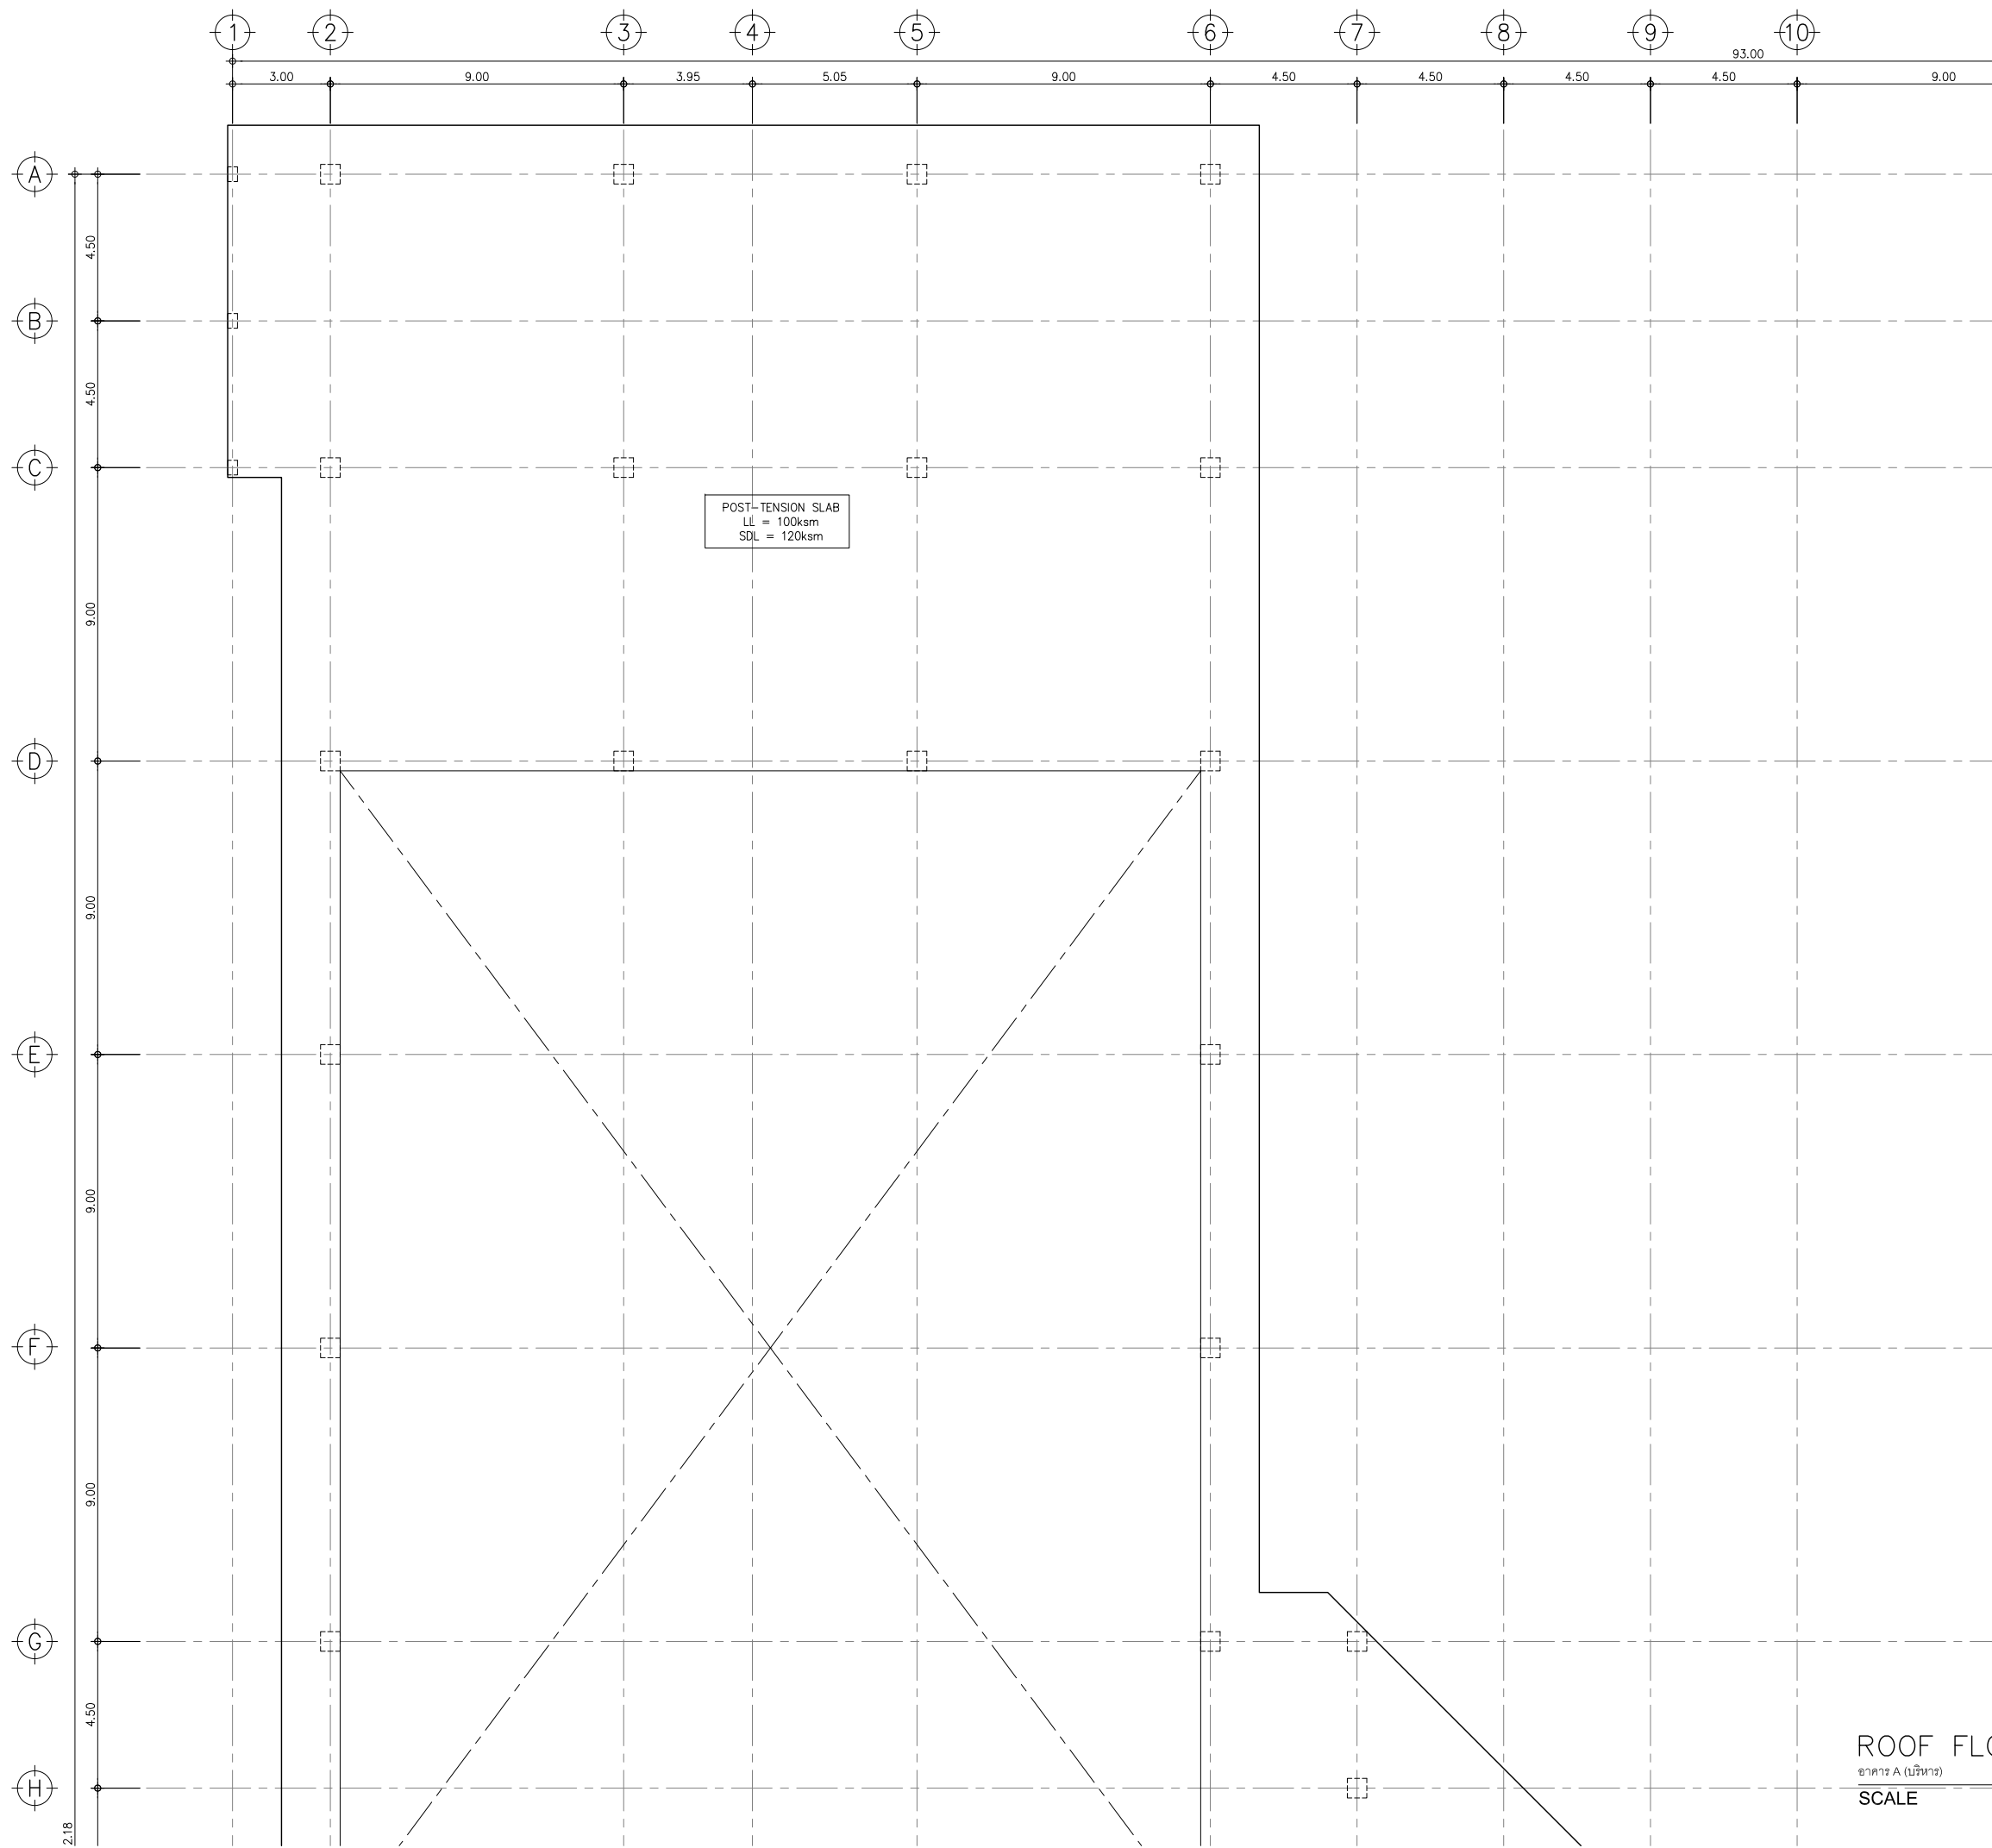 1 2 3 4 5 6 7 8 9 10
93.00
3.00 9.00 3.95 5.05 9.00 4.50 4.50 4.50 4.50 9.00
A
4.50
B
4.50
C
POST-TENSION SLAB
LL = 100ksm
SDL = 120ksm
9.00
D
9.00
E
9.00
F
9.00
G
4.50
H
2.18
ROOF FLO
อาคาร A (บริหาร)
SCALE